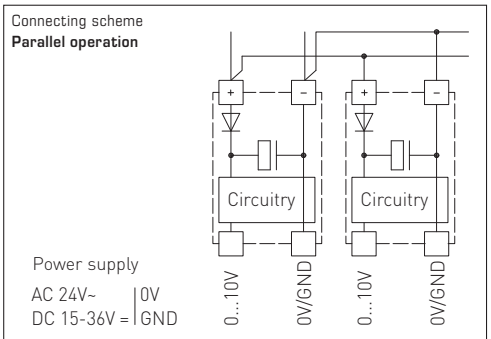 Connecting scheme
Parallel operation
+ − + −
Circuitry Circuitry
Power supply
AC 24V~ 0V
DC 15-36V = GND
0...10V
0V/GND
0...10V
0V/GND